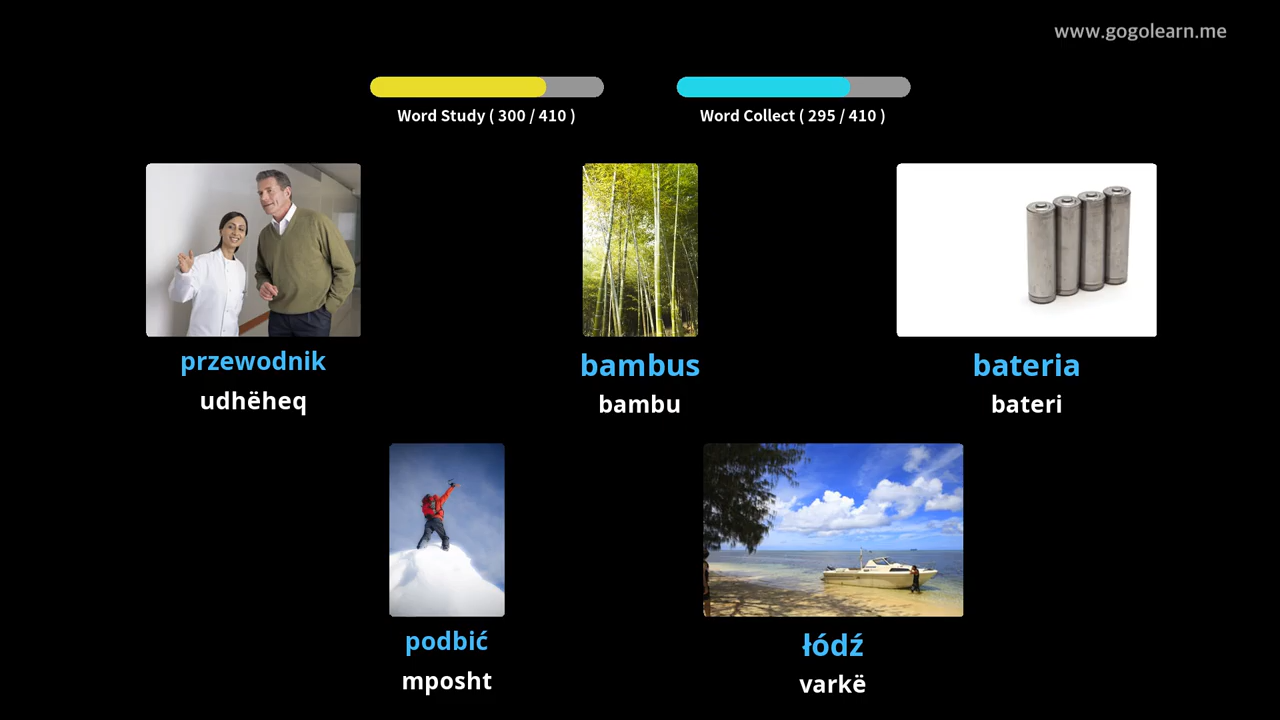 www.gogolearn.me
Word Study ( 300 / 410 )
Word Collect ( 295 / 410 )
przewodnik
udhëheq
bambus
bambu
bateria
bateri
podbić
mposht
łódź
varkë